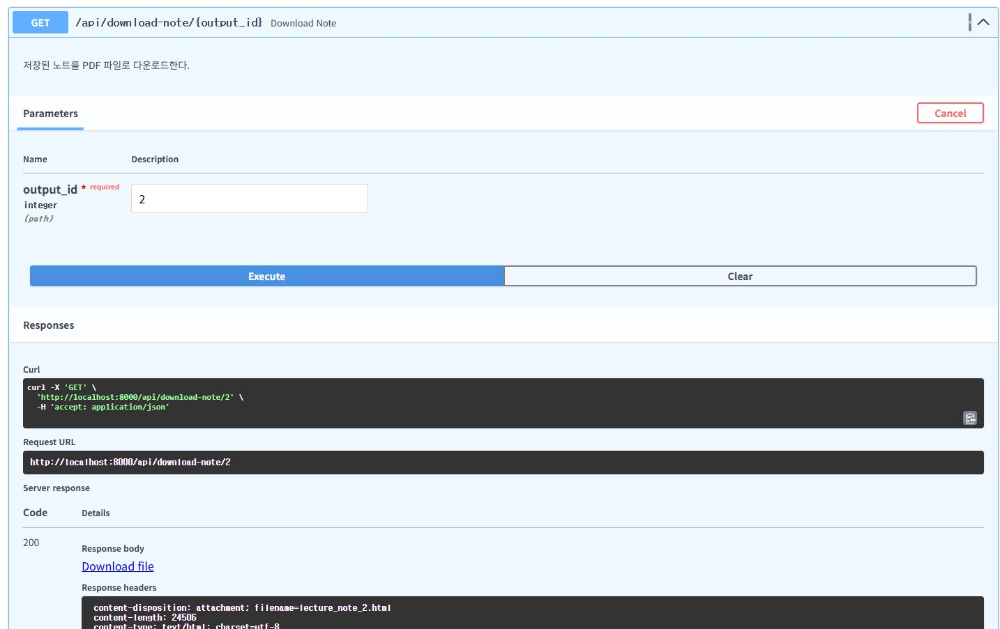 GET /api/download-note/{output_id} Download Note
저장된 노트를 PDF 파일로 다운로드한다.
Parameters Cancel
Name Description
output_id * required 2
integer
(path)
Execute Clear
Responses
Curl
curl -X 'GET' \
'http://localhost:8000/api/download-note/2' \
-H 'accept: application/json'
Request URL
http://localhost:8000/api/download-note/2
Server response
Code Details
200
Response body
Download file
Response headers
content-disposition: attachment; filename=lecture_note_2.html
content-length: 24506
content-type: text/html; charset=utf-8